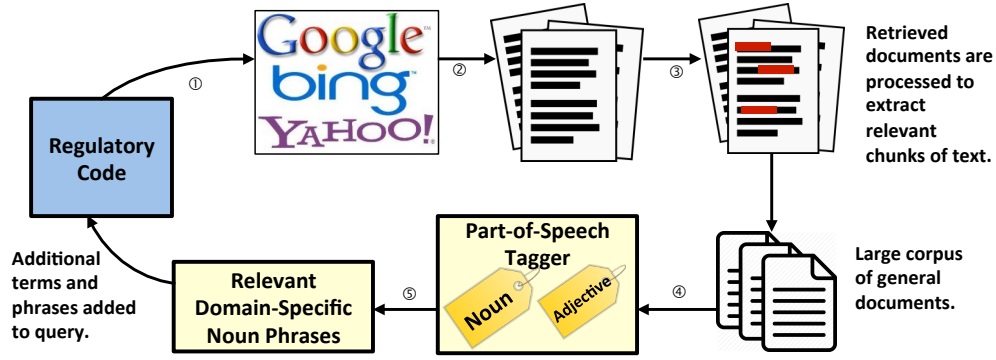 Regulatory
Code
①
Google™
bing™
YAHOO!®
②
③
Retrieved
documents are
processed to
extract
relevant
chunks of text.
Large corpus
of general
documents.
④
Part-of-Speech
Tagger
Noun
Adjective
⑤
Relevant
Domain-Specific
Noun Phrases
Additional
terms and
phrases added
to query.